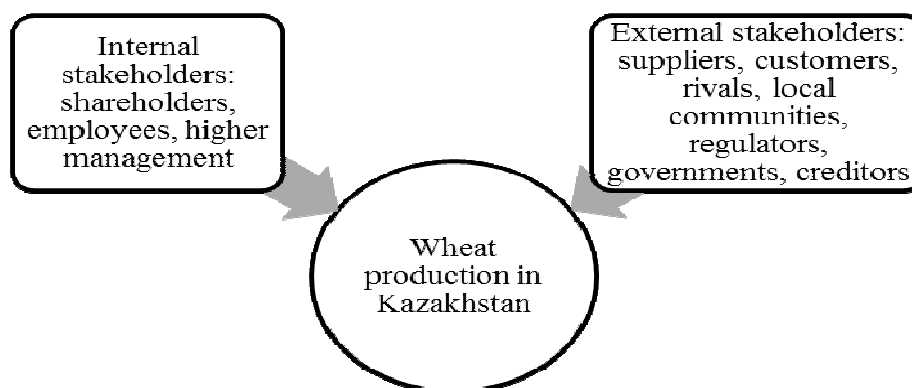 Internal
stakeholders:
shareholders,
employees, higher
management
External stakeholders:
suppliers, customers,
rivals, local
communities,
regulators,
governments, creditors
Wheat
production in
Kazakhstan